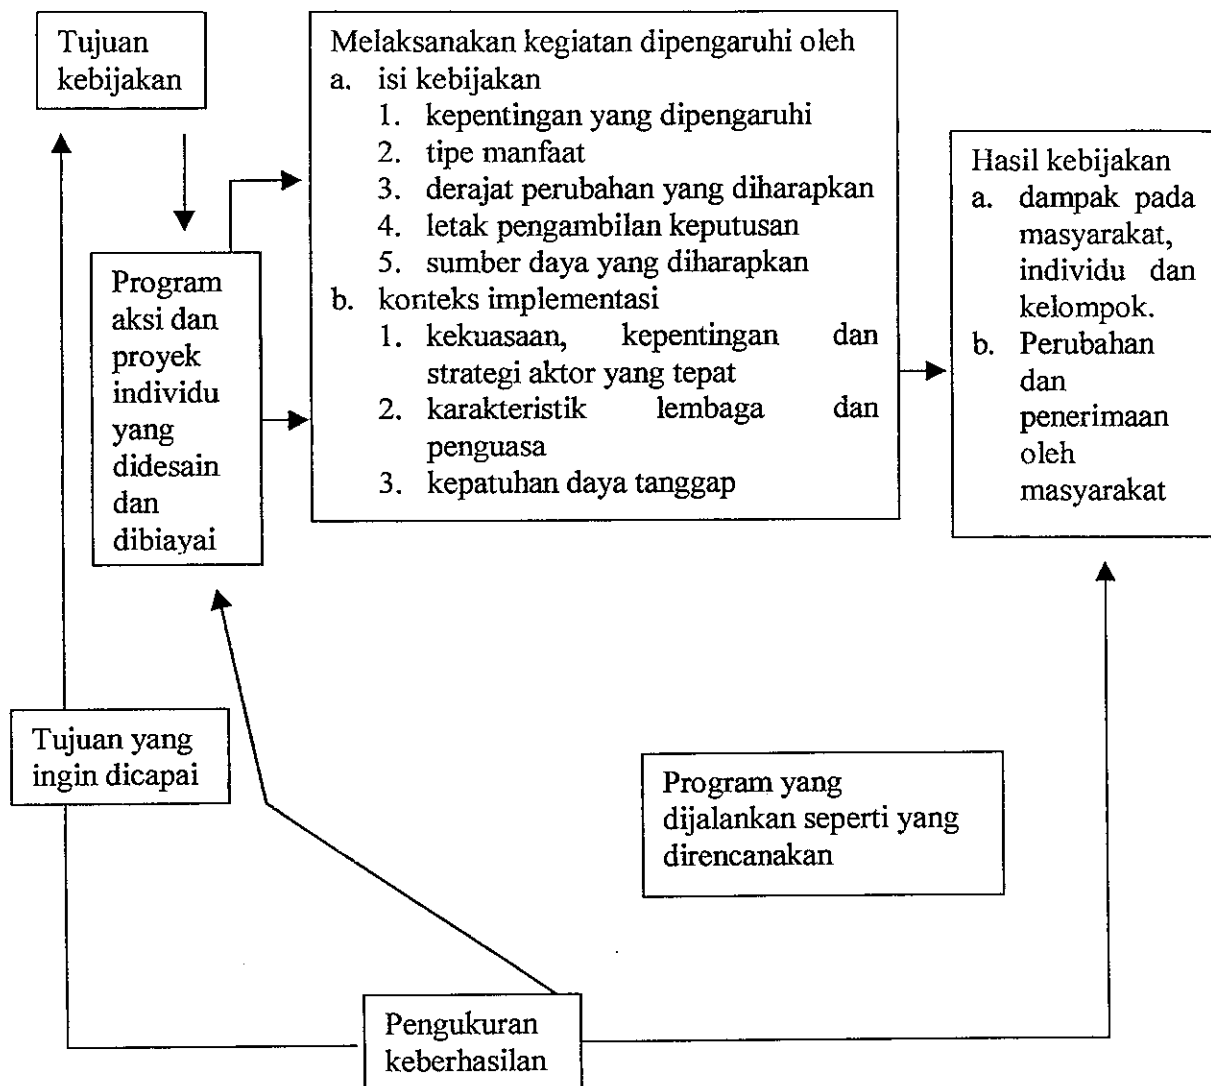 Tujuan
kebijakan
Melaksanakan kegiatan dipengaruhi oleh
a. isi kebijakan
1. kepentingan yang dipengaruhi
2. tipe manfaat
3. derajat perubahan yang diharapkan
4. letak pengambilan keputusan
5. sumber daya yang diharapkan
b. konteks implementasi
1. kekuasaan, kepentingan dan
strategi aktor yang tepat
2. karakteristik lembaga dan
penguasa
3. kepatuhan daya tanggap
Hasil kebijakan
a. dampak pada
masyarakat,
individu dan
kelompok.
b. Perubahan
dan
penerimaan
oleh
masyarakat
Program
aksi dan
proyek
individu
yang
didesain
dan
dibiayai
Tujuan yang
ingin dicapai
Program yang
dijalankan seperti yang
direncanakan
Pengukuran
keberhasilan